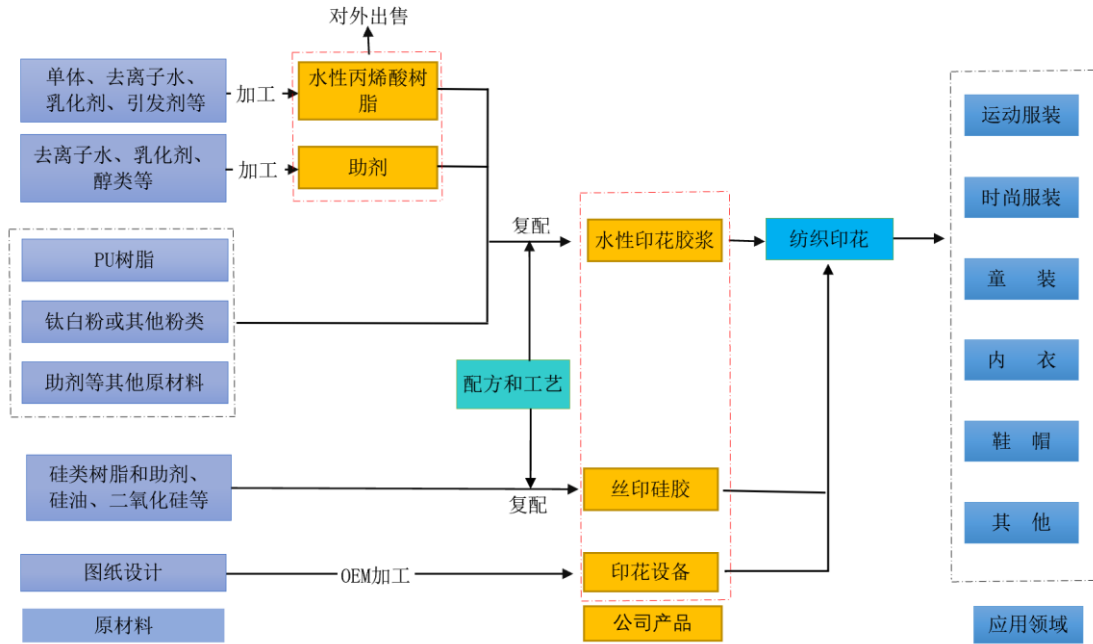 对外出售
单体、去离子水、
乳化剂、引发剂等
加工
水性丙烯酸树
脂
去离子水、乳化剂、
醇类等
加工
助剂
PU树脂
钛白粉或其他粉类
助剂等其他原材料
复配
水性印花胶浆
纺织印花
配方和工艺
硅类树脂和助剂、
硅油、二氧化硅等
复配
丝印硅胶
图纸设计
OEM加工
印花设备
运动服装
时尚服装
童 装
内 衣
鞋 帽
其 他
原材料
公司产品
应用领域